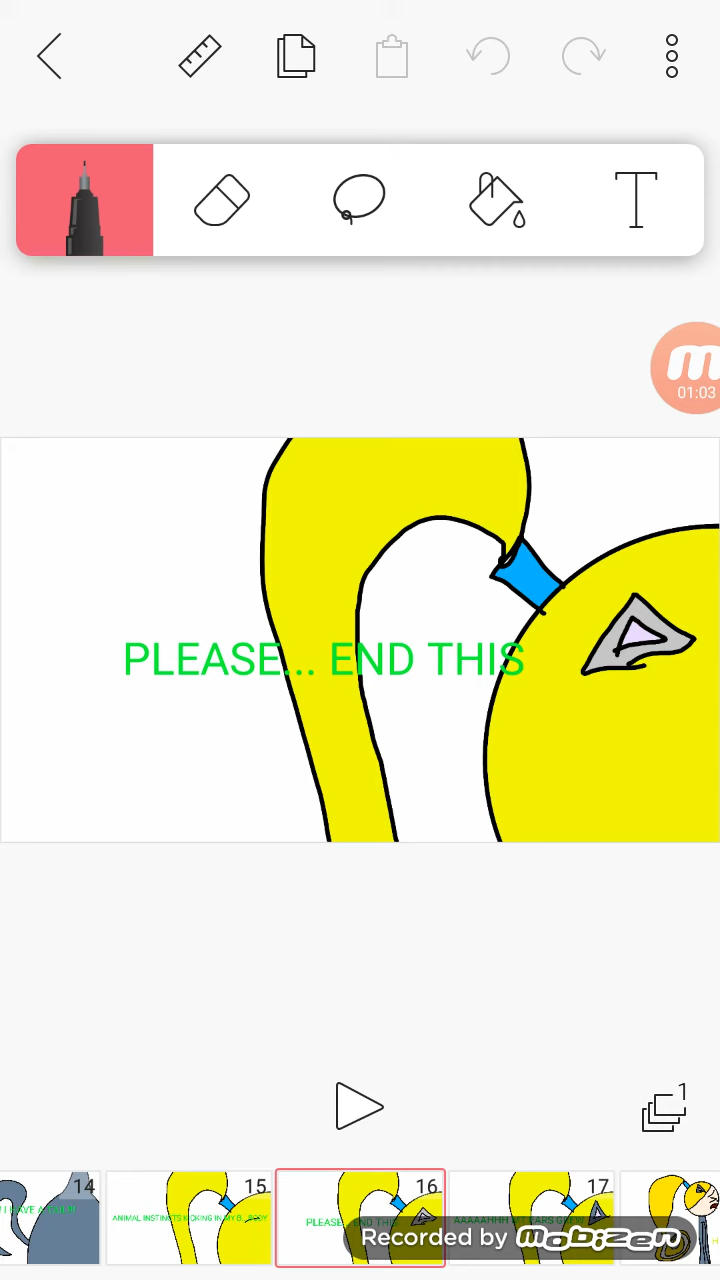 01:03
PLEASE... END THIS
1
14
15
16
17
ANIMAL INSTINCTS KICKING IN MY B.. BODY
PLEASE... END THIS
Recorded by mobizen